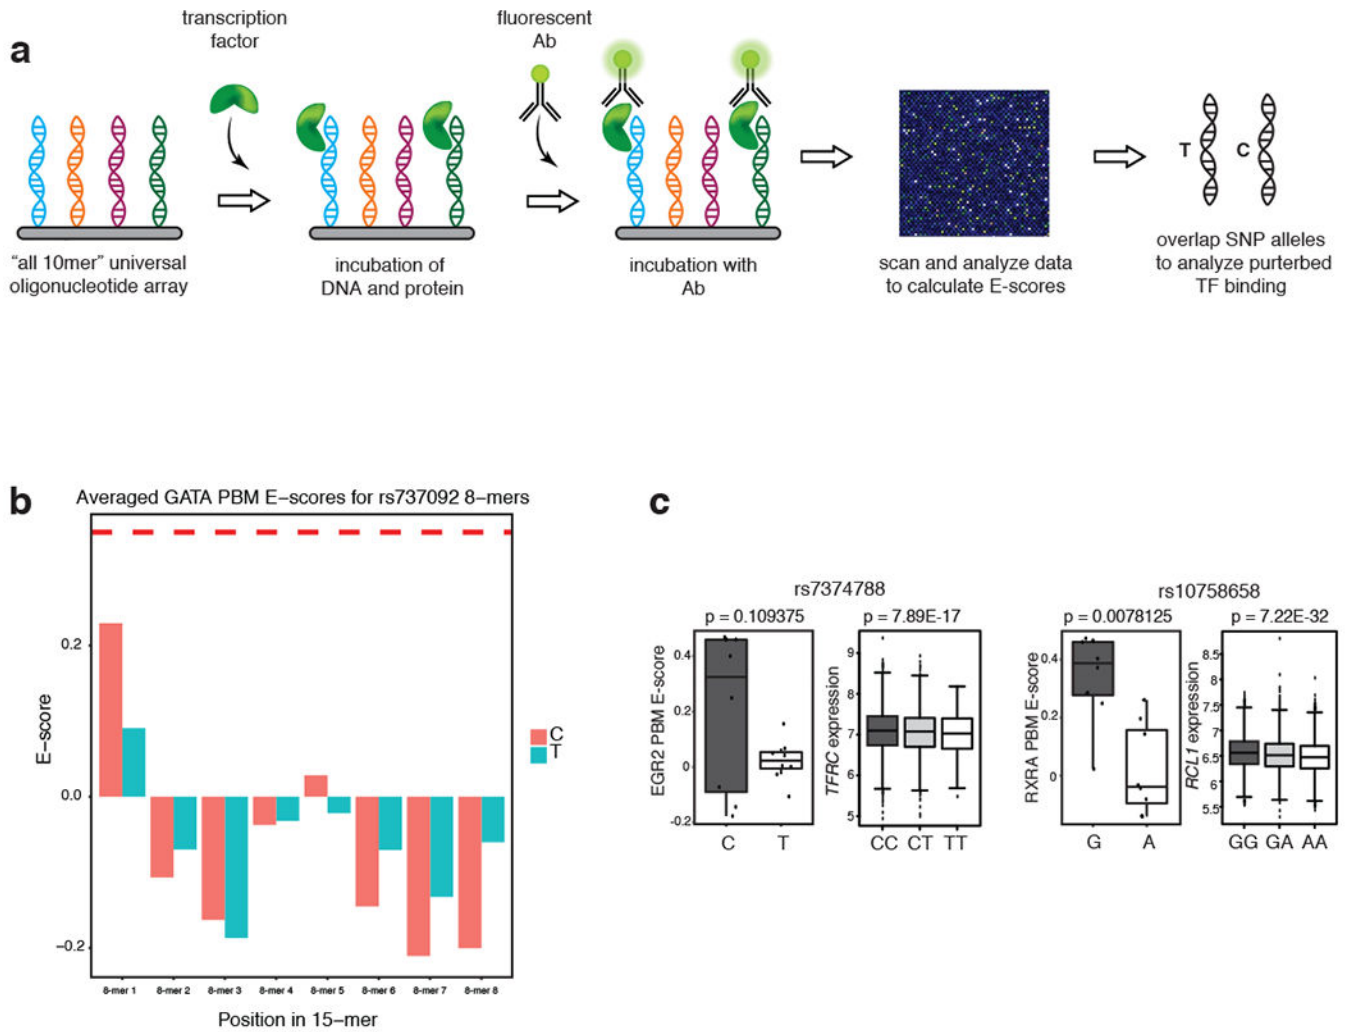 a
transcription
factor
fluorescent
Ab
T
C
"all 10mer" universal
oligonucleotide array
incubation of
DNA and protein
incubation with
Ab
scan and analyze data
to calculate E-scores
overlap SNP alleles
to analyze purterbed
TF binding
b
Averaged GATA PBM E−scores for rs737092 8−mers
E−score
0.2
0.0
−0.2
8-mer 1
8-mer 2
8-mer 3
8-mer 4
8-mer 5
8-mer 6
8-mer 7
8-mer 8
Position in 15−mer
C
T
c
rs7374788
p = 0.109375
EGR2 PBM E-score
0.4
0.2
0
-0.2
C
T
p = 7.89E-17
TFRC expression
9
8
7
6
5
CC
CT
TT
rs10758658
p = 0.0078125
RXRA PBM E-score
0.4
0.2
0
G
A
p = 7.22E-32
RCL1 expression
8.5
7.5
7
6.5
6
5.5
GG
GA
AA